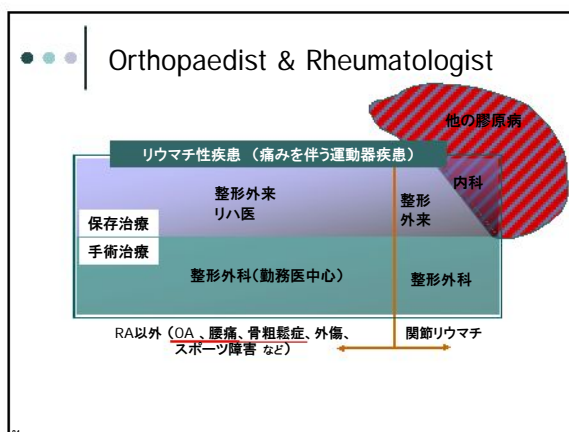 Orthopaedist & Rheumatologist
他の膠原病
リウマチ性疾患 （痛みを伴う運動器疾患）
内科
整形外来
リハ医
整形
外来
保存治療
手術治療
整形外科(勤務医中心)
整形外科
RA以外（OA 、腰痛、骨粗鬆症、外傷、
スポーツ障害 など）
関節リウマチ